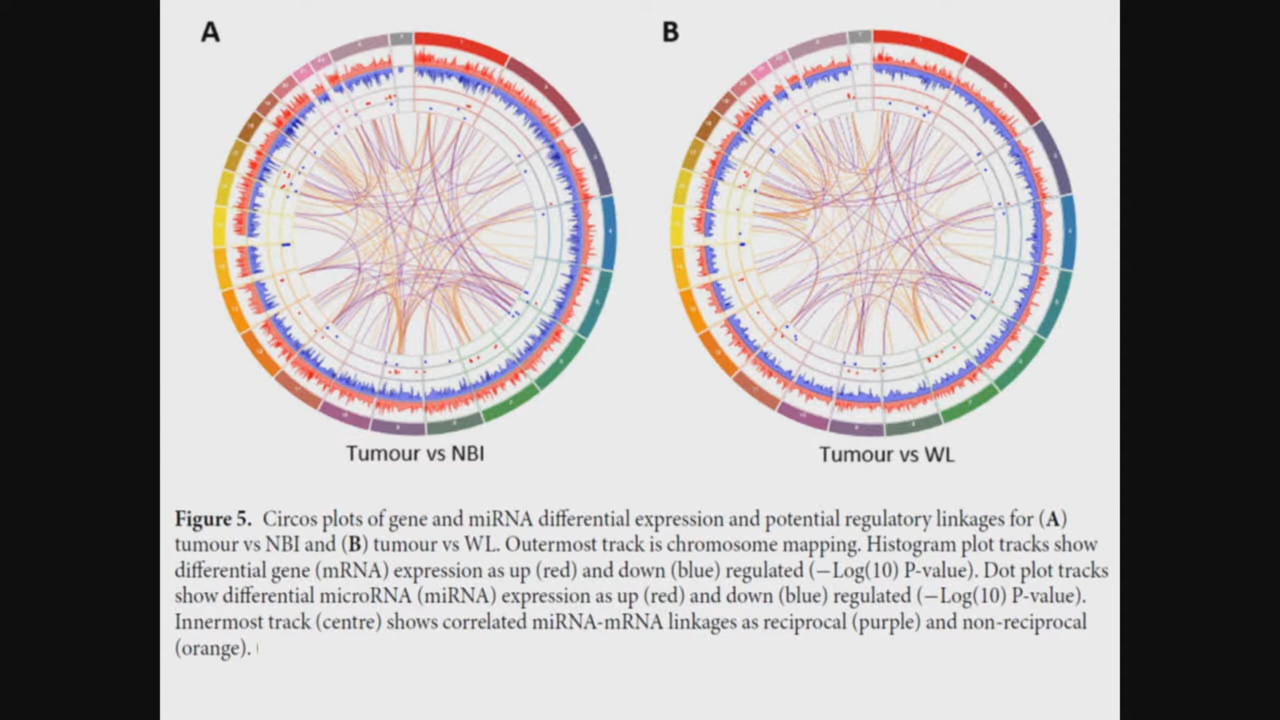 A
B
Tumour vs NBI
Tumour vs WL
Figure 5. Circos plots of gene and miRNA differential expression and potential regulatory linkages for (A)
tumour vs NBI and (B) tumour vs WL. Outermost track is chromosome mapping. Histogram plot tracks show
differential gene (mRNA) expression as up (red) and down (blue) regulated (−Log(10) P-value). Dot plot tracks
show differential microRNA (miRNA) expression as up (red) and down (blue) regulated (−Log(10) P-value).
Innermost track (centre) shows correlated miRNA-mRNA linkages as reciprocal (purple) and non-reciprocal
(orange).